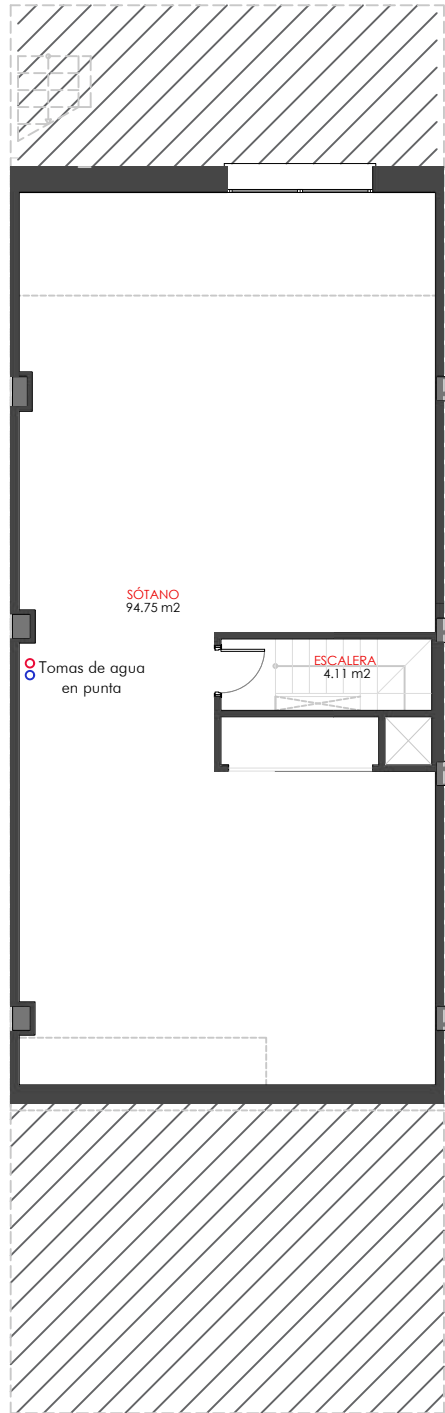 SÓTANO
94.75 m2
ESCALERA
4.11 m2
Tomas de agua
en punta